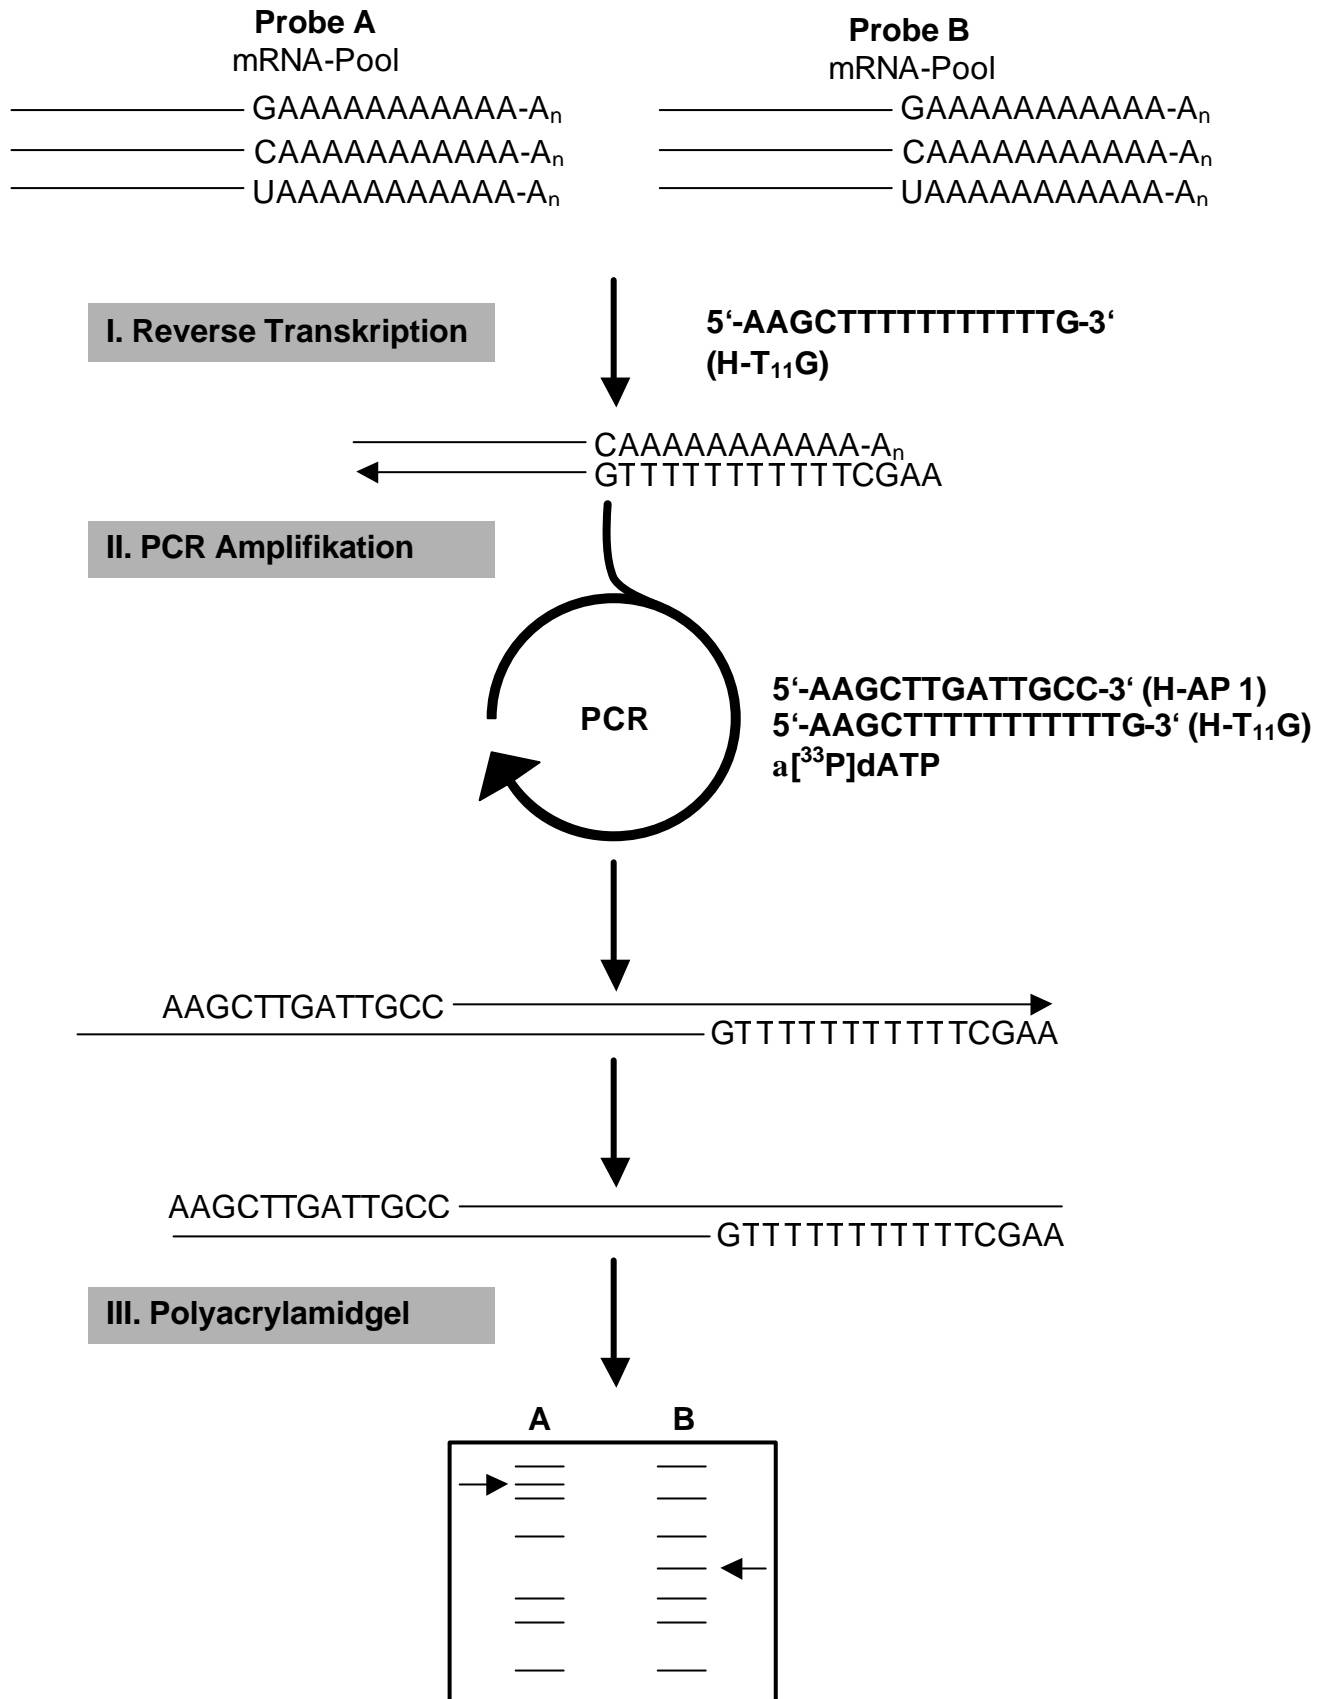 Probe A
mRNA-Pool
GAAAAAAAAAAA-An
CAAAAAAAAAAA-An
UAAAAAAAAAAA-An
Probe B
mRNA-Pool
GAAAAAAAAAAA-An
CAAAAAAAAAAA-An
UAAAAAAAAAAA-An
I. Reverse Transkription
5‘-AAGCTTTTTTTTTTTG-3‘
(H-T11G)
CAAAAAAAAAAA-An
GTTTTTTTTTTTCGAA
II. PCR Amplifikation
PCR
5‘-AAGCTTGATTGCC-3‘ (H-AP 1)
5‘-AAGCTTTTTTTTTTTG-3‘ (H-T11G)
a[33P]dATP
AAGCTTGATTGCC
GTTTTTTTTTTTCGAA
AAGCTTGATTGCC
GTTTTTTTTTTTCGAA
III. Polyacrylamidgel
A B